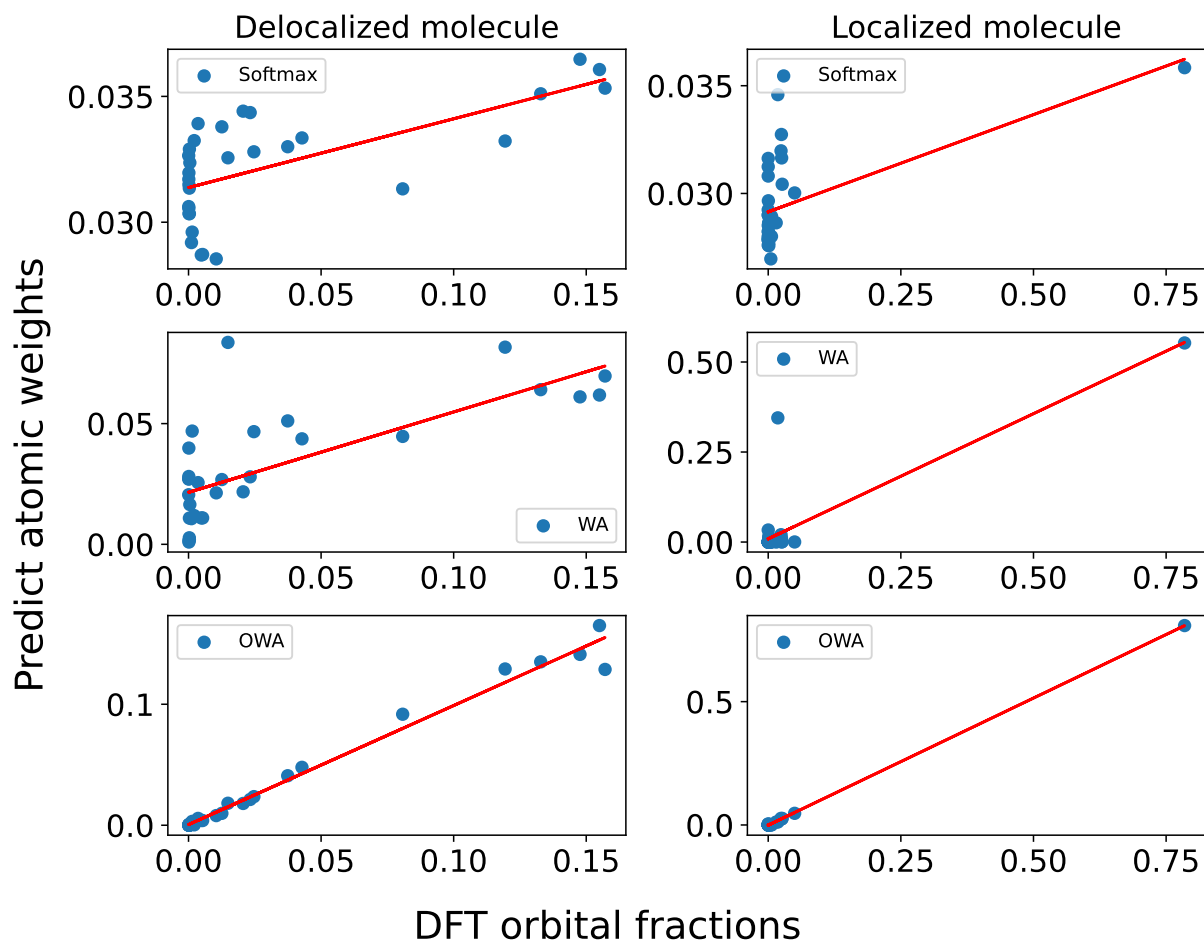 Delocalized molecule
Localized molecule
Predict atomic weights
Softmax
0.035
0.030
0.00 0.05 0.10 0.15
Softmax
0.035
0.030
0.00 0.25 0.50 0.75
WA
0.05
0.00
0.00 0.05 0.10 0.15
WA
0.50
0.25
0.00
0.00 0.25 0.50 0.75
OWA
0.1
0.0
0.00 0.05 0.10 0.15
OWA
0.5
0.0
0.00 0.25 0.50 0.75
DFT orbital fractions